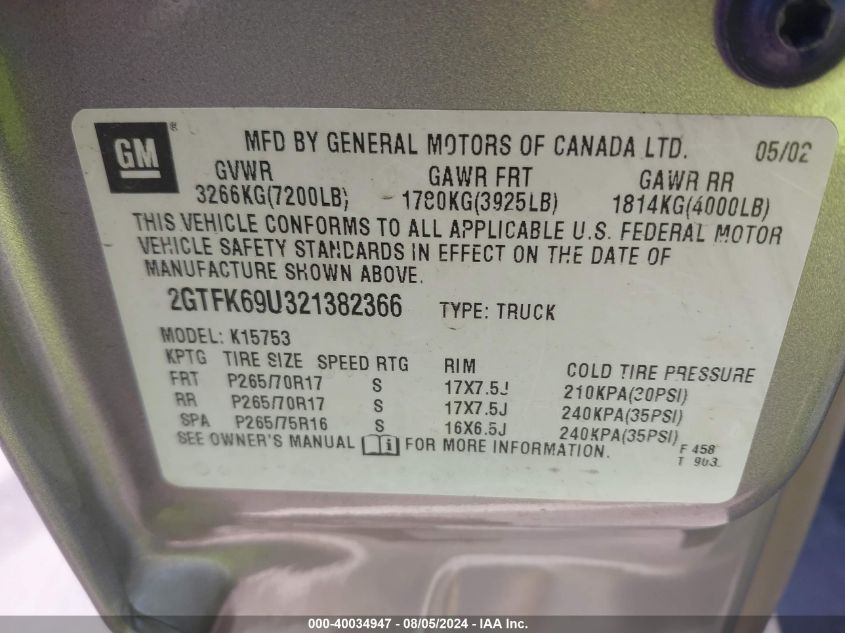 GM ®
MFD BY GENERAL MOTORS OF CANADA LTD. 05/02
GVWR GAWR FRT GAWR RR
3266KG(7200LB) 1780KG(3925LB) 1814KG(4000LB)
THIS VEHICLE CONFORMS TO ALL APPLICABLE U.S. FEDERAL MOTOR
VEHICLE SAFETY STANDARDS IN EFFECT ON THE DATE OF
MANUFACTURE SHOWN ABOVE.
2GTFK69U321382366 TYPE: TRUCK
MODEL: K15753
KPTG TIRE SIZE SPEED RTG RIM COLD TIRE PRESSURE
FRT P265/70R17 S 17X7.5J 210KPA(30PSI)
RR P265/70R17 S 17X7.5J 240KPA(35PSI)
SPA P265/75R16 S 16X6.5J 240KPA(35PSI)
SEE OWNER'S MANUAL i FOR MORE INFORMATION.
F 458
T 903
000-40034947 - 08/05/2024 - IAA Inc.